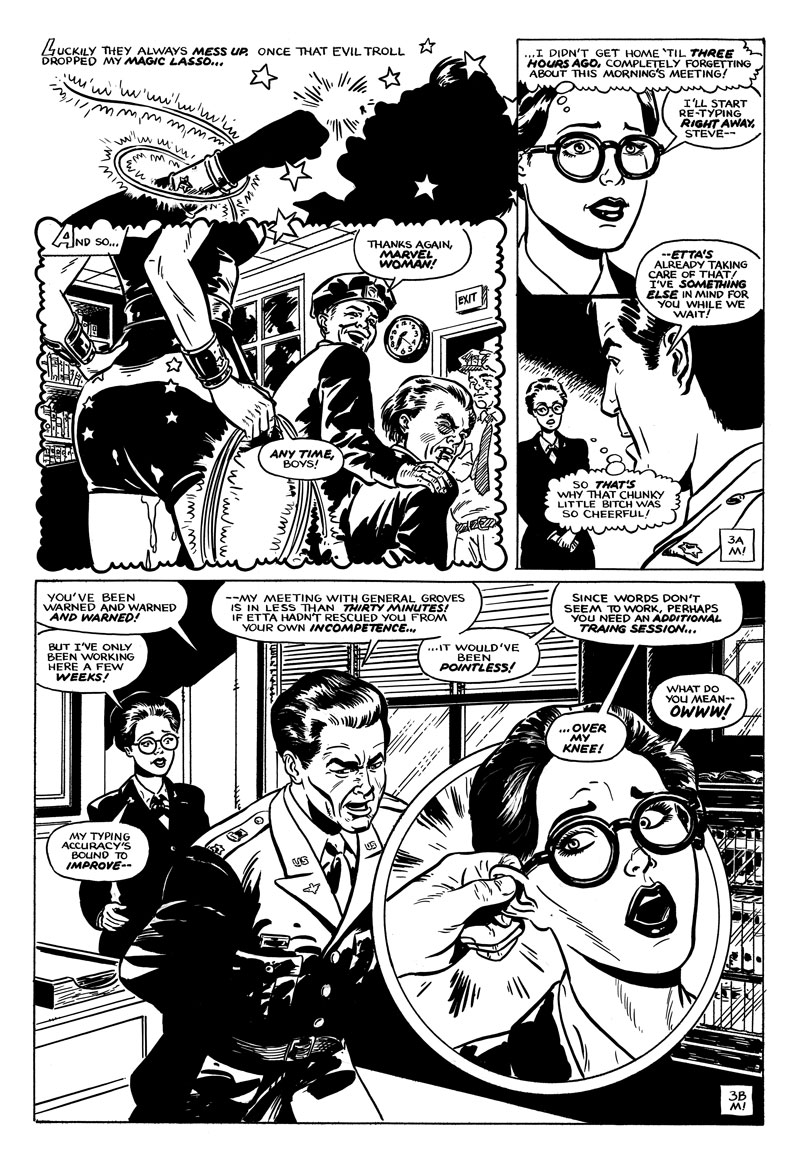 LUCKILY THEY ALWAYS MESS UP. ONCE THAT EVIL TROLL
DROPPED MY MAGIC LASSO...
AND SO...
THANKS AGAIN,
MARVEL
WOMAN!
EXIT
ANY TIME,
BOYS!
...I DIDN'T GET HOME 'TIL THREE
HOURS AGO, COMPLETELY FORGETTING
ABOUT THIS MORNING'S MEETING!
I'LL START
RE-TYPING
RIGHT AWAY,
STEVE--
--ETTA'S
ALREADY TAKING
CARE OF THAT!
I'VE SOMETHING
ELSE IN MIND FOR
YOU WHILE WE
WAIT!
SO THAT'S
WHY THAT CHUNKY
LITTLE BITCH WAS
SO CHEERFUL!
3A
M!
YOU'VE BEEN
WARNED AND WARNED
AND WARNED!
BUT I'VE ONLY
BEEN WORKING
HERE A FEW
WEEKS!
--MY MEETING WITH GENERAL GROVES
IS IN LESS THAN THIRTY MINUTES!
IF ETTA HADN'T RESCUED YOU FROM
YOUR OWN INCOMPETENCE...
...IT WOULD'VE
BEEN
POINTLESS!
SINCE WORDS DON'T
SEEM TO WORK, PERHAPS
YOU NEED AN ADDITIONAL
TRAING SESSION...
...OVER
MY
KNEE!
WHAT DO
YOU MEAN--
OWWW!
MY TYPING
ACCURACY'S
BOUND TO
IMPROVE--
US
US
3B
M!